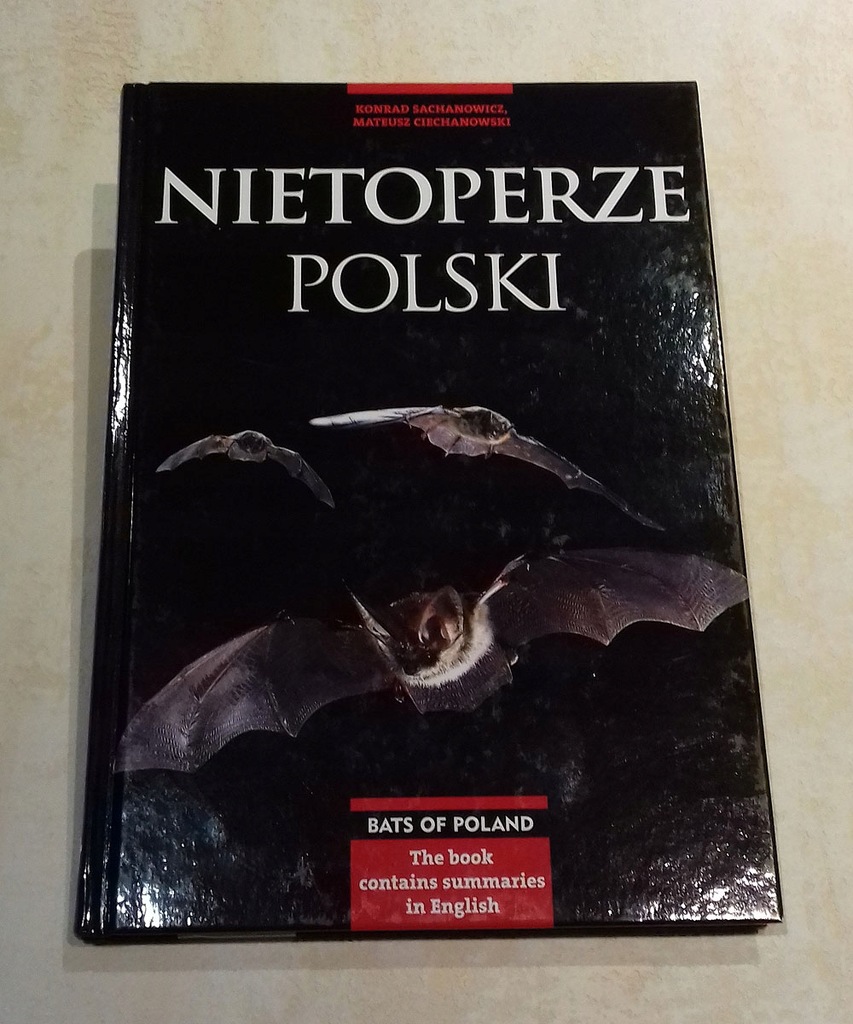 KONRAD SACHANOWICZ,
MATEUSZ CIECHANOWSKI
NIETOPERZE
POLSKI
BATS OF POLAND
The book
contains summaries
in English